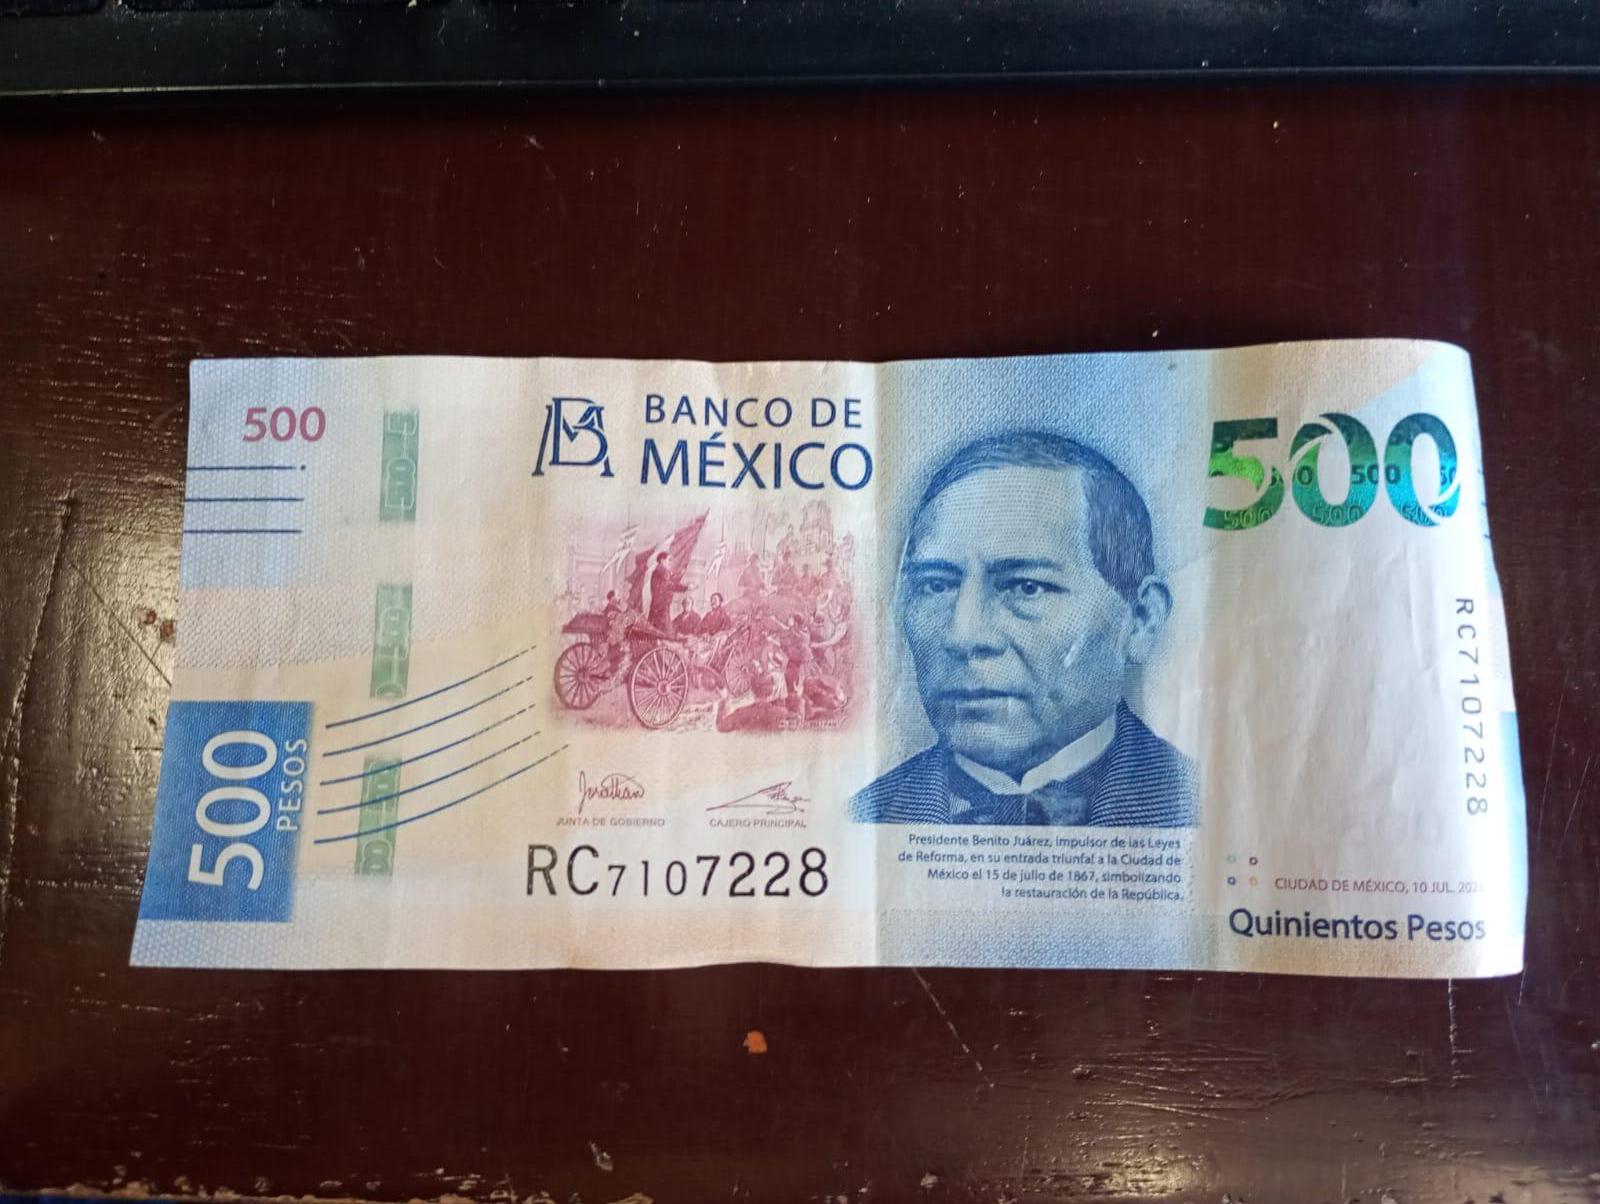 500
BM
BANCO DE
MÉXICO
500
500
PESOS
JUNTA DE GOBIERNO
CAJERO PRINCIPAL
RC7107228
Presidente Benito Juárez, impulsor de las Leyes
de Reforma, en su entrada triunfal a la Ciudad de
México el 15 de julio de 1867, simbolizando
la restauración de la República.
RC7107228
CIUDAD DE MÉXICO, 10 JUL.
Quinientos Pesos